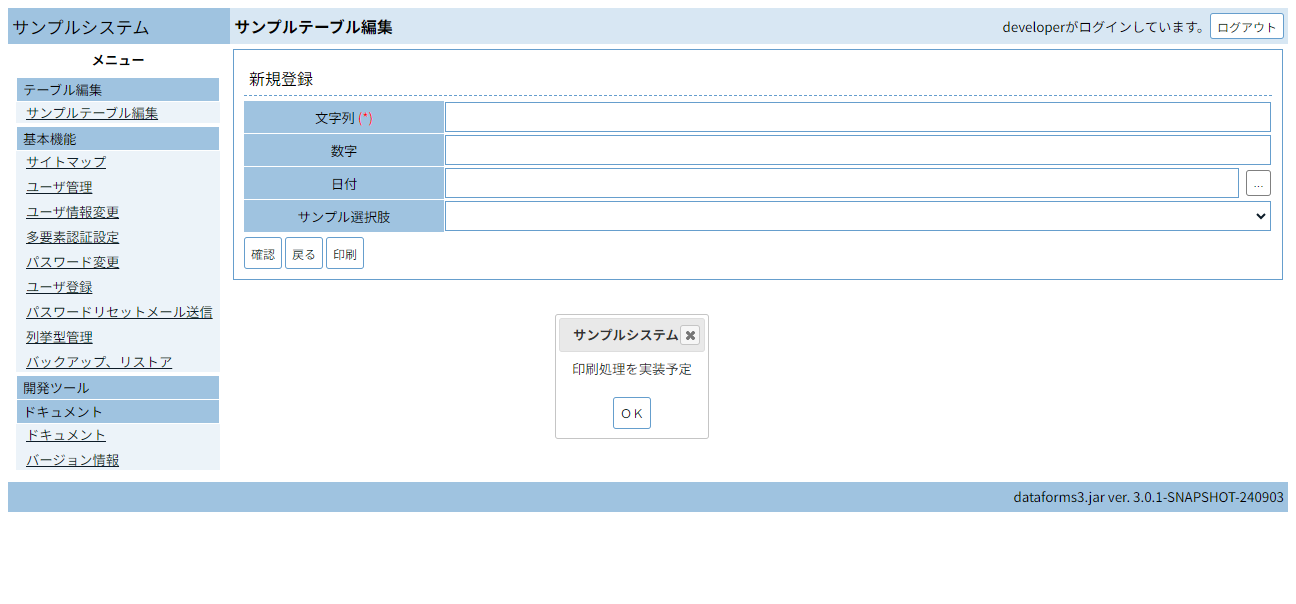 サンプルシステム
サンプルテーブル編集
developerがログインしています。 ログアウト
メニュー
テーブル編集
サンプルテーブル編集
基本機能
サイトマップ
ユーザ管理
ユーザ情報変更
多要素認証設定
パスワード変更
ユーザ登録
パスワードリセットメール送信
列挙型管理
バックアップ、リストア
開発ツール
ドキュメント
ドキュメント
バージョン情報
新規登録
文字列 (*)
数字
日付 ...
サンプル選択肢
確認 戻る 印刷
サンプルシステム
印刷処理を実装予定
ＯＫ
dataforms3.jar ver. 3.0.1-SNAPSHOT-240903